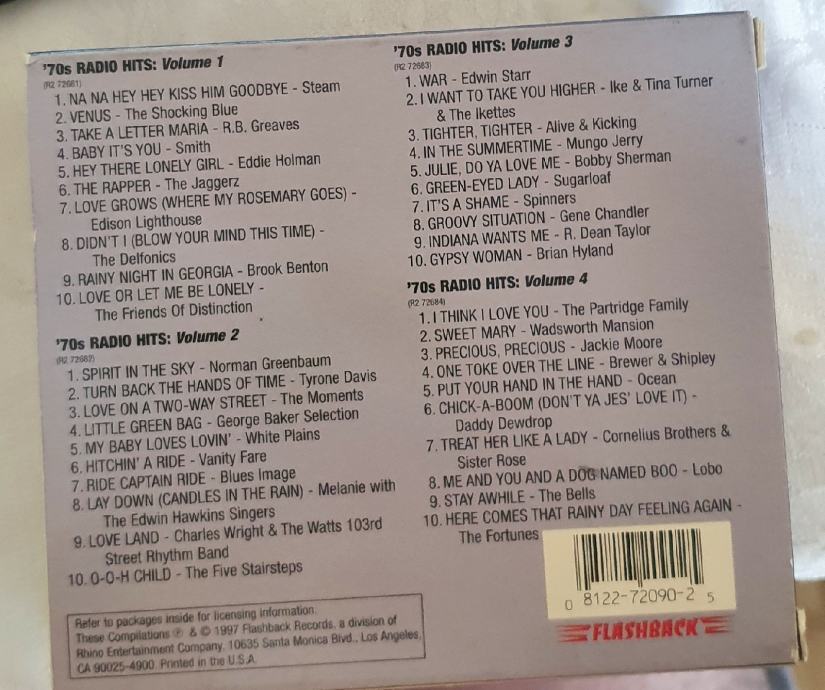 '70s RADIO HITS: Volume 1
(R2 72681)
1. NA NA HEY HEY KISS HIM GOODBYE - Steam
2. VENUS - The Shocking Blue
3. TAKE A LETTER MARIA - R.B. Greaves
4. BABY IT'S YOU - Smith
5. HEY THERE LONELY GIRL - Eddie Holman
6. THE RAPPER - The Jaggerz
7. LOVE GROWS (WHERE MY ROSEMARY GOES) -
Edison Lighthouse
8. DIDN'T I (BLOW YOUR MIND THIS TIME) -
The Delfonics
9. RAINY NIGHT IN GEORGIA - Brook Benton
10. LOVE OR LET ME BE LONELY -
The Friends Of Distinction
'70s RADIO HITS: Volume 2
(R2 72682)
1. SPIRIT IN THE SKY - Norman Greenbaum
2. TURN BACK THE HANDS OF TIME - Tyrone Davis
3. LOVE ON A TWO-WAY STREET - The Moments
4. LITTLE GREEN BAG - George Baker Selection
5. MY BABY LOVES LOVIN' - White Plains
6. HITCHIN' A RIDE - Vanity Fare
7. RIDE CAPTAIN RIDE - Blues Image
8. LAY DOWN (CANDLES IN THE RAIN) - Melanie with
The Edwin Hawkins Singers
9. LOVE LAND - Charles Wright & The Watts 103rd
Street Rhythm Band
10. O-O-H CHILD - The Five Stairsteps
Refer to packages inside for licensing information.
These Compilations ℗ & © 1997 Flashback Records, a division of
Rhino Entertainment Company, 10635 Santa Monica Blvd., Los Angeles,
CA 90025-4900. Printed in the U.S.A.
'70s RADIO HITS: Volume 3
(R2 72683)
1. WAR - Edwin Starr
2. I WANT TO TAKE YOU HIGHER - Ike & Tina Turner
& The Ikettes
3. TIGHTER, TIGHTER - Alive & Kicking
4. IN THE SUMMERTIME - Mungo Jerry
5. JULIE, DO YA LOVE ME - Bobby Sherman
6. GREEN-EYED LADY - Sugarloaf
7. IT'S A SHAME - Spinners
8. GROOVY SITUATION - Gene Chandler
9. INDIANA WANTS ME - R. Dean Taylor
10. GYPSY WOMAN - Brian Hyland
'70s RADIO HITS: Volume 4
(R2 72684)
1. I THINK I LOVE YOU - The Partridge Family
2. SWEET MARY - Wadsworth Mansion
3. PRECIOUS, PRECIOUS - Jackie Moore
4. ONE TOKE OVER THE LINE - Brewer & Shipley
5. PUT YOUR HAND IN THE HAND - Ocean
6. CHICK-A-BOOM (DON'T YA JES' LOVE IT) -
Daddy Dewdrop
7. TREAT HER LIKE A LADY - Cornelius Brothers &
Sister Rose
8. ME AND YOU AND A DOG NAMED BOO - Lobo
9. STAY AWHILE - The Bells
10. HERE COMES THAT RAINY DAY FEELING AGAIN -
The Fortunes
0 8122-72090-2 5
FLASHBACK